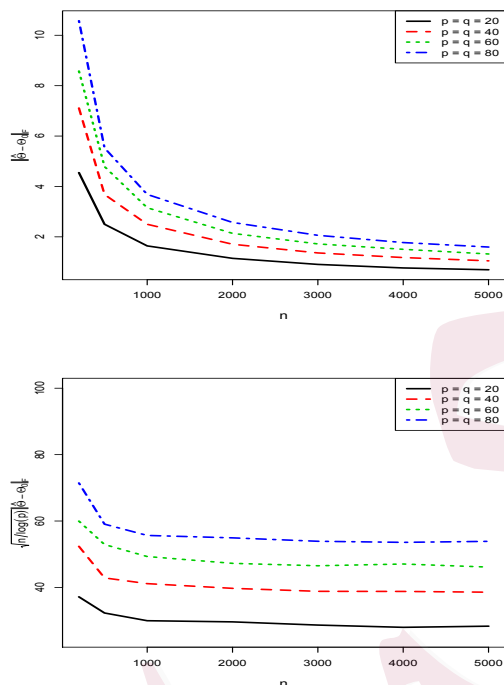 10
8
6
4
2
‖θ̂−θ₀‖F
p = q = 20
p = q = 40
p = q = 60
p = q = 80
1000 2000 3000 4000 5000
n
100
80
60
40
√n/log(p)‖θ̂−θ₀‖F
p = q = 20
p = q = 40
p = q = 60
p = q = 80
1000 2000 3000 4000 5000
n